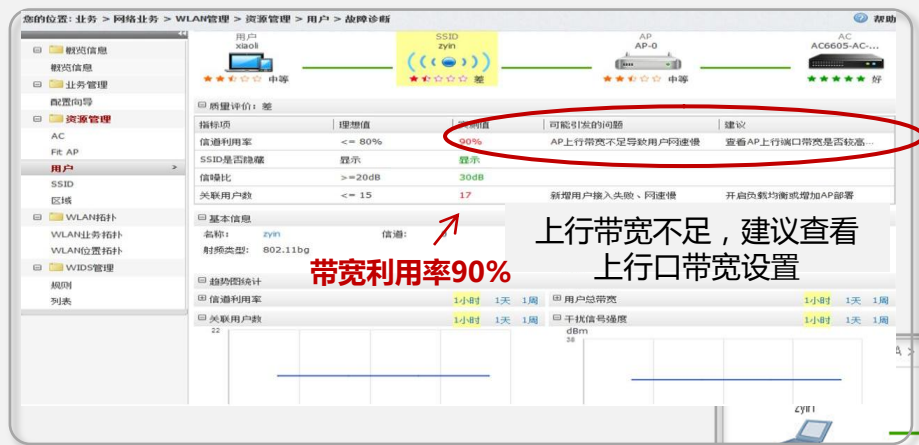 您的位置: 业务 > 网络业务 > WLAN管理 > 资源管理 > 用户 > 故障诊断
帮助
概览信息
概览信息
业务管理
配置向导
资源管理
AC
Fit AP
用户 >
SSID
区域
WLAN拓扑
WLAN业务拓扑
WLAN位置拓扑
WIDS管理
规则
列表
用户
xiaoli
★★☆☆☆ 中等
SSID
zyin
★☆☆☆☆ 差
AP
AP-0
★★☆☆☆ 中等
AC
AC6605-AC-...
★★★★★ 好
质量评价: 差
指标项 理想值 实测值 可能引发的问题 建议
信道利用率 <= 80% 90% AP上行带宽不足导致用户网速慢 查看AP上行端口带宽是否较高...
SSID是否隐藏 显示 显示
信噪比 >=20dB 30dB
关联用户数 <= 15 17 新增用户接入失败、网速慢 开启负载均衡或增加AP部署
基本信息
名称: zyin 信道:
射频类型: 802.11bg
上行带宽不足，建议查看
上行口带宽设置
带宽利用率90%
趋势图统计
信道利用率 1小时 1天 1周
用户总带宽 1小时 1天 1周
关联用户数 1小时 1天 1周
干扰信号强度 1小时 1天 1周
22
dBm
38
A >
zyin